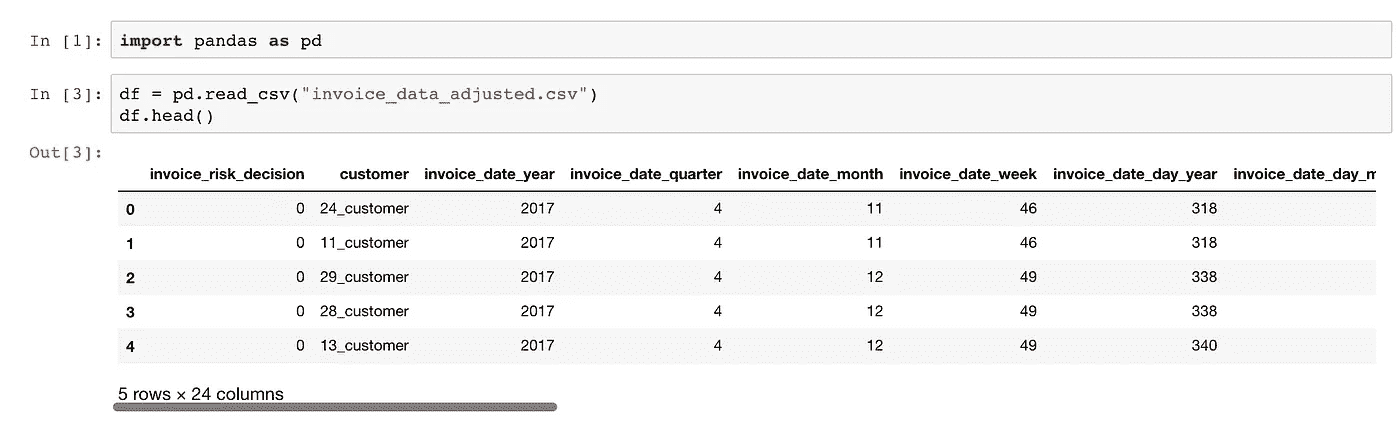 In [1]: import pandas as pd
In [3]: df = pd.read_csv("invoice_data_adjusted.csv")
df.head()
Out[3]:
invoice_risk_decision customer invoice_date_year invoice_date_quarter invoice_date_month invoice_date_week invoice_date_day_year invoice_date_day_m
0 0 24_customer 2017 4 11 46 318
1 0 11_customer 2017 4 11 46 318
2 0 29_customer 2017 4 12 49 338
3 0 28_customer 2017 4 12 49 338
4 0 13_customer 2017 4 12 49 340
5 rows × 24 columns